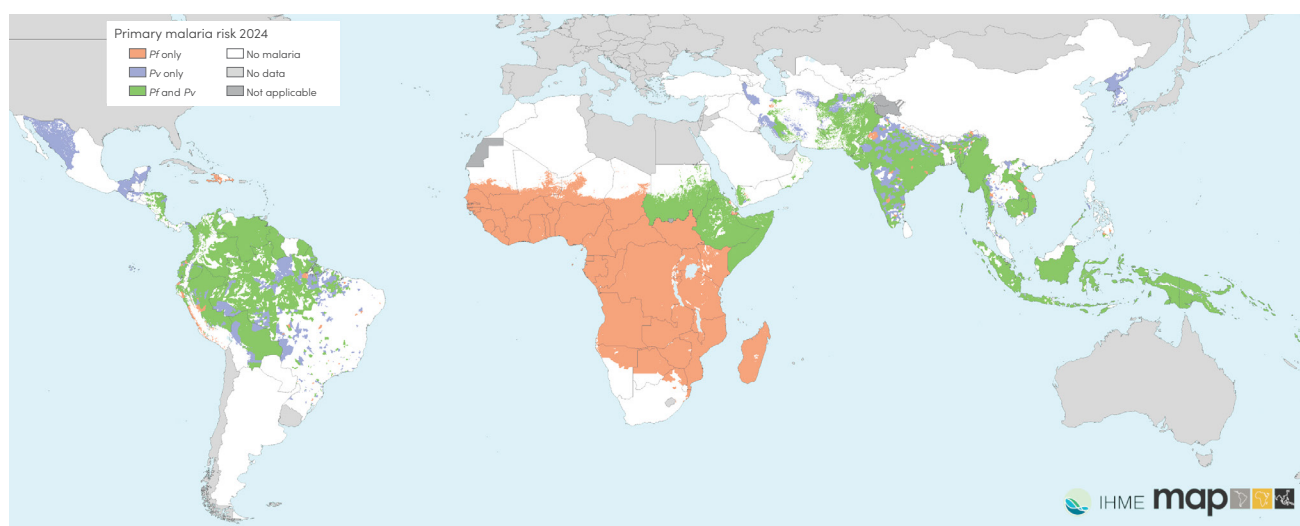 Primary malaria risk 2024
Pf only
No malaria
Pv only
No data
Pf and Pv
Not applicable
IHME map